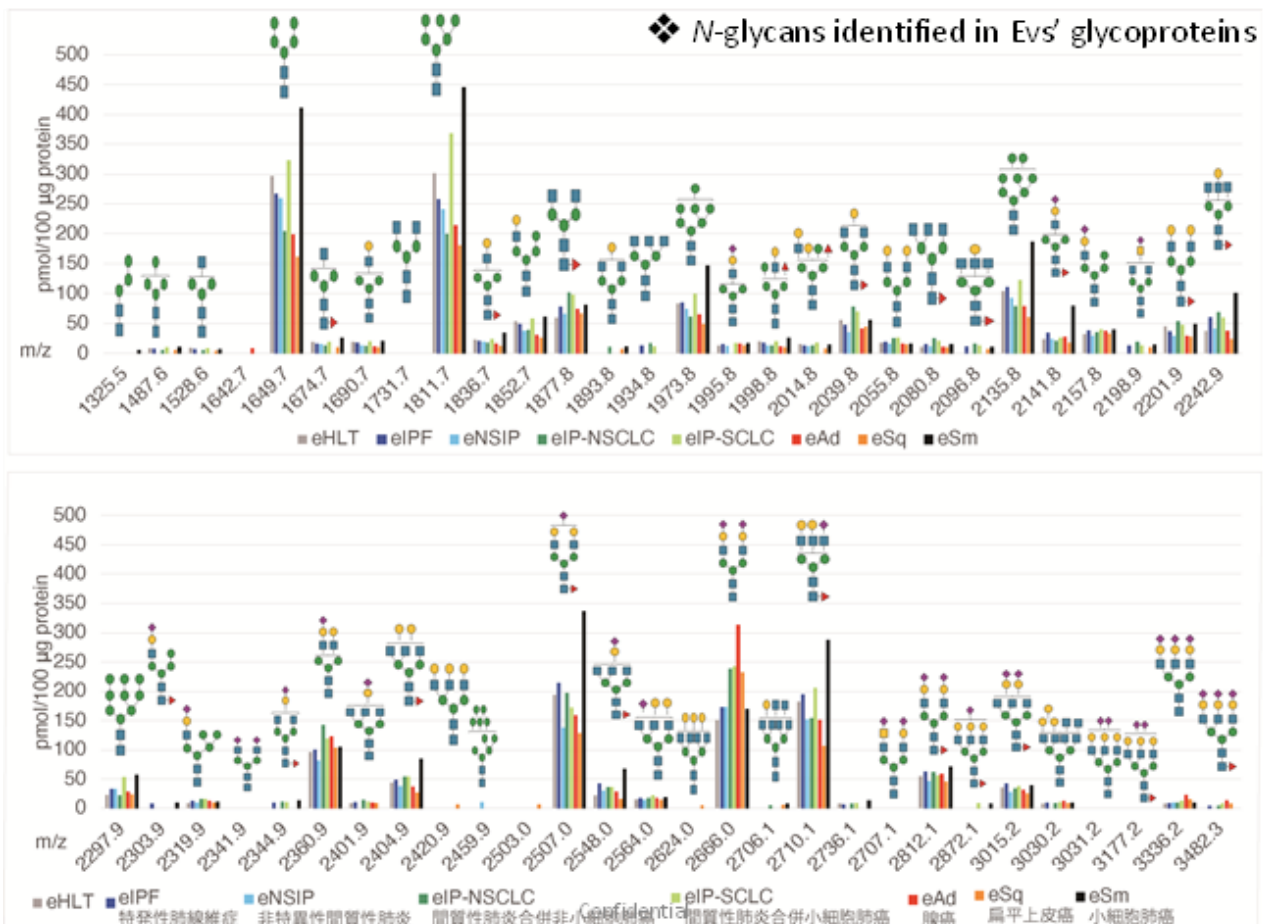 ❖ N-glycans identified in Evs' glycoproteins
pmol/100 µg protein
500
450
400
350
300
250
200
150
100
50
0
m/z
1325.5 1487.6 1528.6 1642.7 1649.7 1674.7 1690.7 1731.7 1811.7 1836.7 1852.7 1877.8 1893.8 1934.8 1973.8 1995.8 1998.8 2014.8 2039.8 2055.8 2080.8 2096.8 2135.8 2141.8 2157.8 2198.9 2201.9 2242.9
eHLT eIPF eNSIP eIP-NSCLC eIP-SCLC eAd eSq eSm
pmol/100 µg protein
500
450
400
350
300
250
200
150
100
50
0
m/z
2297.9 2303.9 2319.9 2341.9 2344.9 2360.9 2401.9 2404.9 2420.9 2459.9 2503.0 2507.0 2548.0 2564.0 2624.0 2666.0 2706.1 2710.1 2736.1 2707.1 2812.1 2872.1 3015.2 3030.2 3031.2 3177.2 3336.2 3482.3
eHLT eIPF eNSIP eIP-NSCLC eIP-SCLC eAd eSq eSm
特発性肺線維症 非特異性間質性肺炎 間質性肺炎合併非小細胞肺癌 間質性肺炎合併小細胞肺癌 腺癌 扁平上皮癌 小細胞肺癌
Confidential